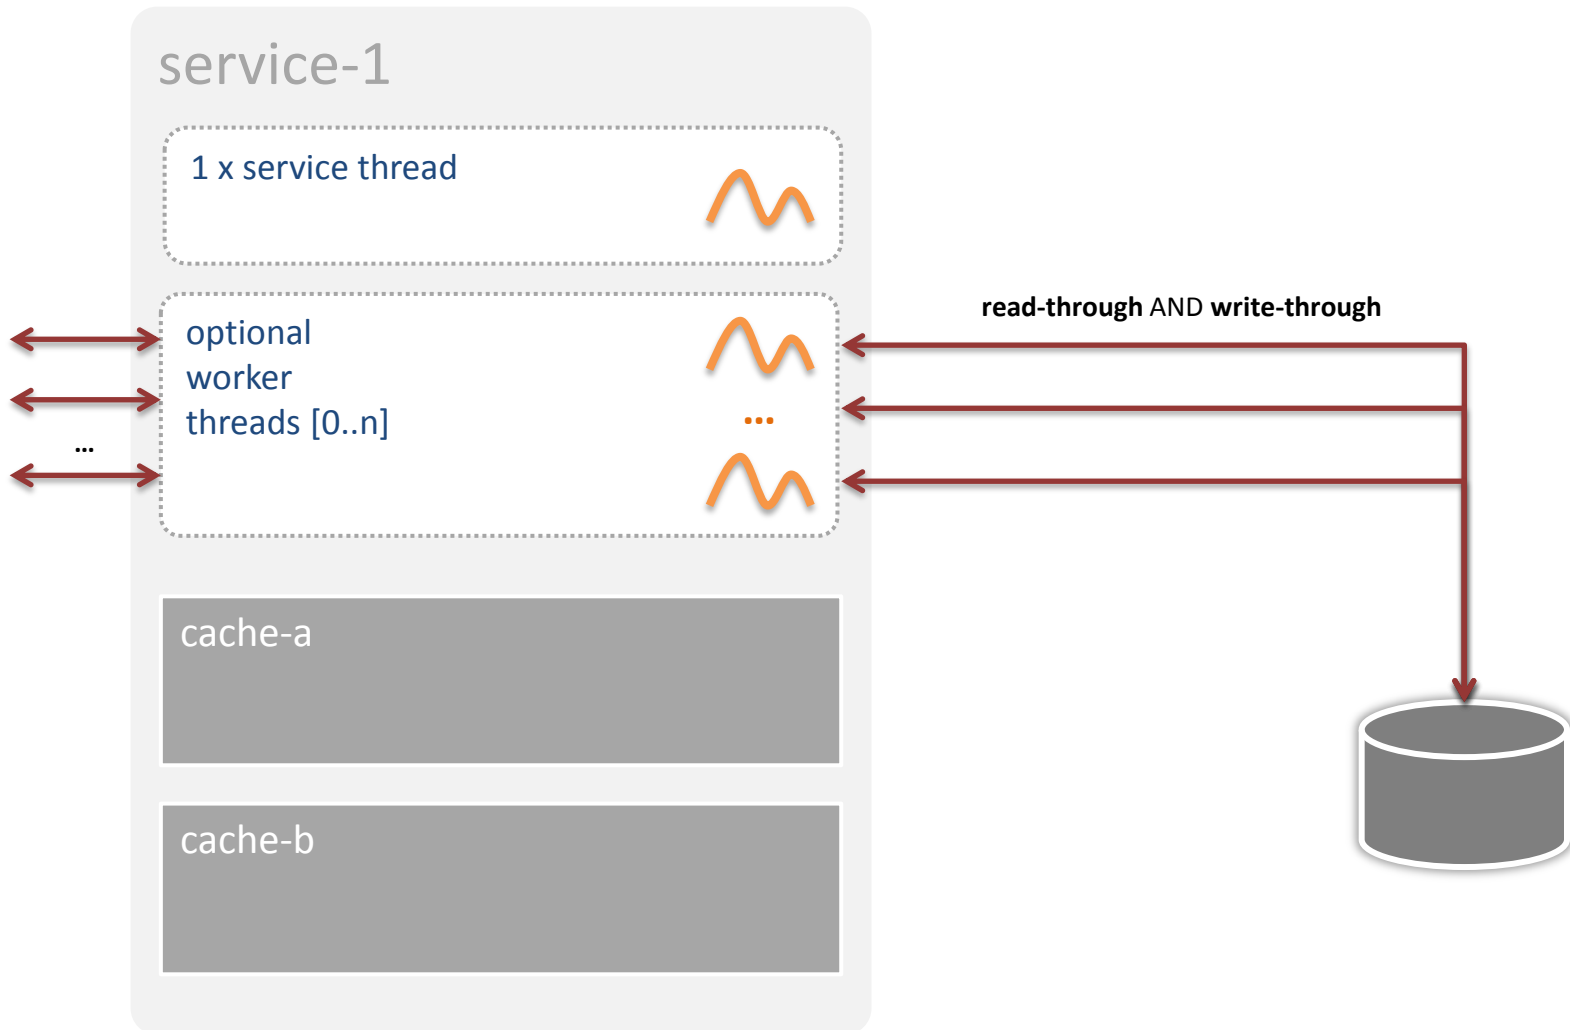 service-1
1 x service thread
read-through AND write-through
optional
worker
threads [0..n]
...
...
cache-a
cache-b